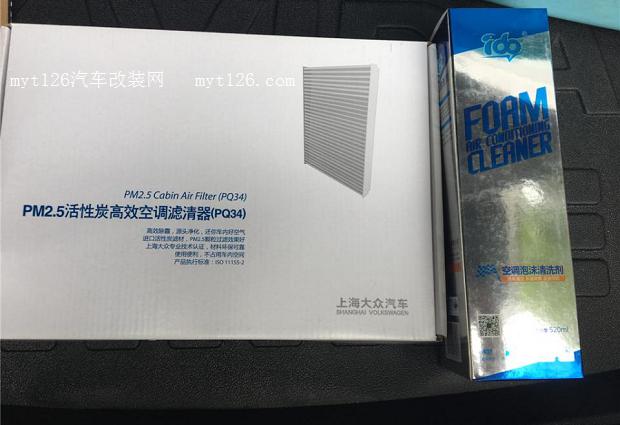 myt126汽车改装网 myt126.com
PM2.5 Cabin Air Filter (PQ34)
PM2.5活性炭高效空调滤清器(PQ34)
高效除霾，源头净化，还你车内好空气
进口活性炭滤材，PM2.5颗粒过滤效果好
上海大众专业技术认证，材料环保可靠
使用便利，不占用车内空间
产品执行标准：ISO 11155-2
上海大众汽车
SHANGHAI VOLKSWAGEN
FOAM
AIR CONDITIONING
CLEANER
空调泡沫清洗剂
520ml